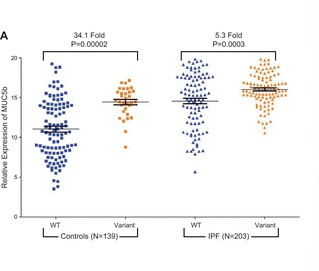 A
34.1 Fold
P=0.00002
5.3 Fold
P=0.0003
Relative Expression of MUC5b
20
15
10
5
0
WT
Variant
WT
Variant
Controls (N=139)
IPF (N=203)